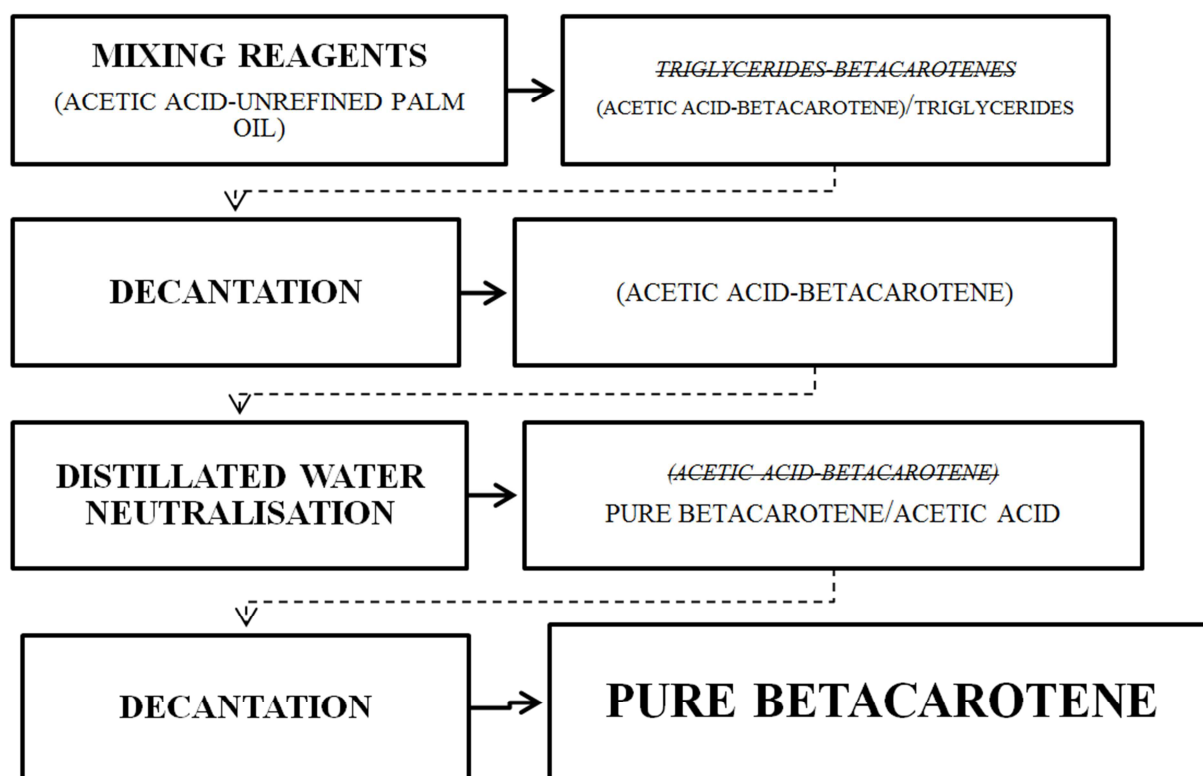 MIXING REAGENTS
(ACETIC ACID-UNREFINED PALM
OIL)
TRIGLYCERIDES-BETACAROTENES
(ACETIC ACID-BETACAROTENE)/TRIGLYCERIDES
DECANTATION
(ACETIC ACID-BETACAROTENE)
DISTILLATED WATER
NEUTRALISATION
(ACETIC ACID-BETACAROTENE)
PURE BETACAROTENE/ACETIC ACID
DECANTATION
PURE BETACAROTENE